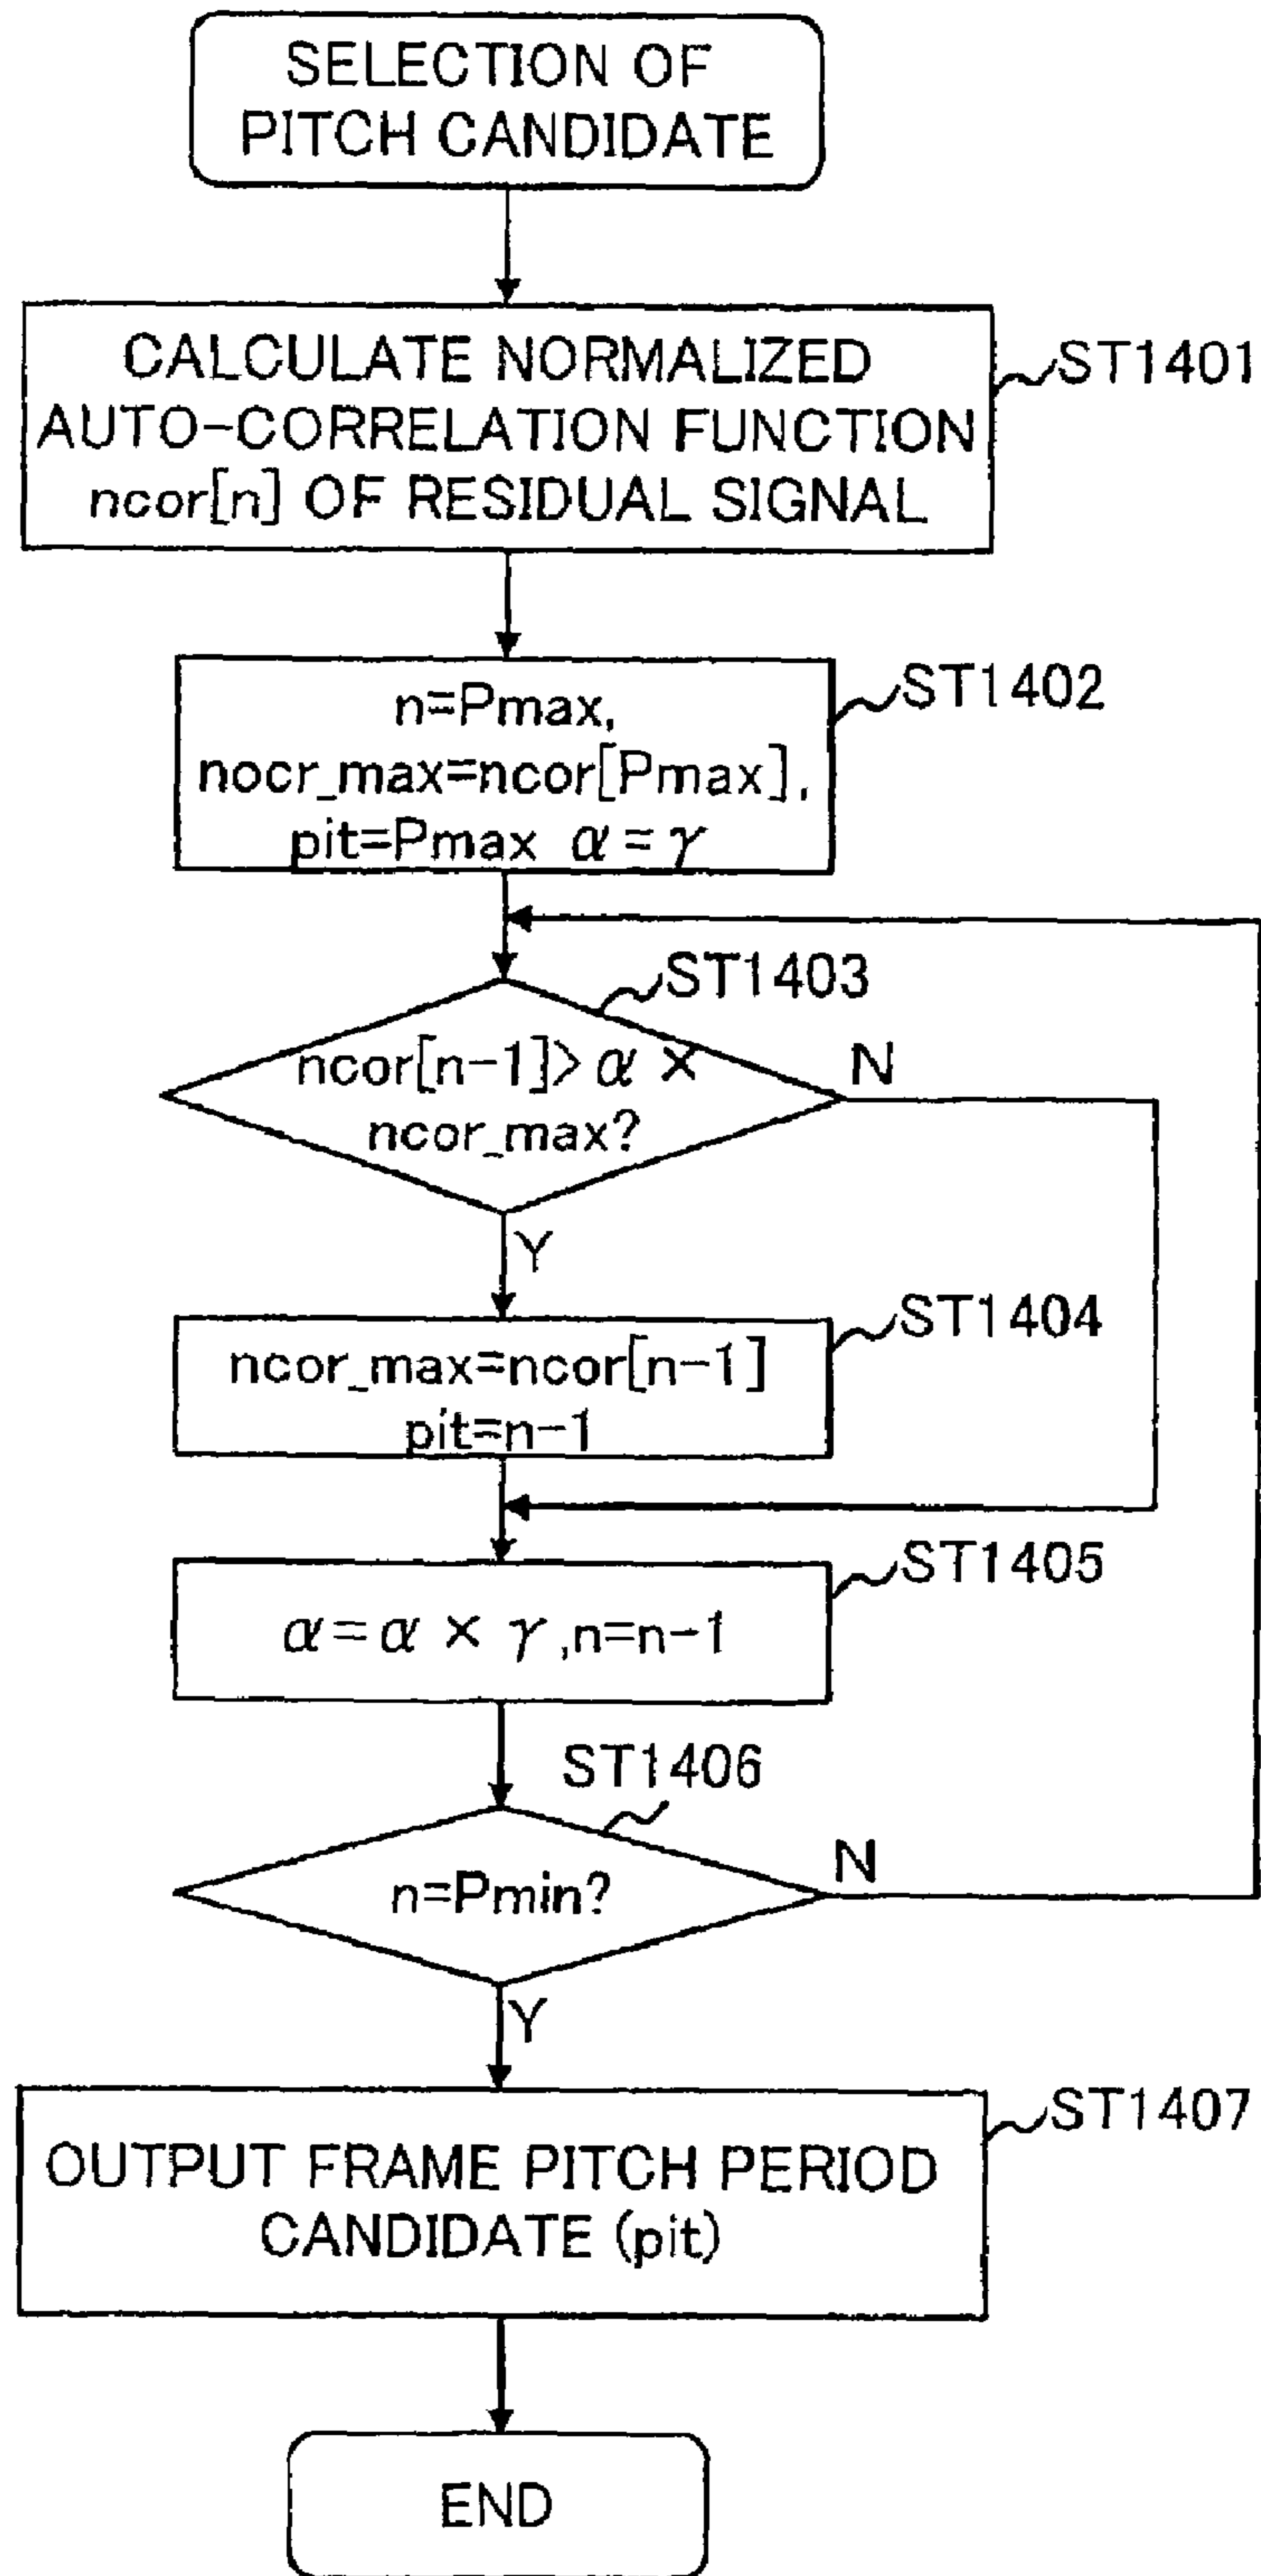 SELECTION OF
PITCH CANDIDATE
CALCULATE NORMALIZED
AUTO-CORRELATION FUNCTION
ncor[n] OF RESIDUAL SIGNAL
ST1401
n=Pmax,
nocr_max=ncor[Pmax],
pit=Pmax α=γ
ST1402
ST1403
ncor[n-1]> α ×
ncor_max?
N
Y
ncor_max=ncor[n-1]
pit=n-1
ST1404
α=α × γ ,n=n-1
ST1405
ST1406
n=Pmin?
N
Y
OUTPUT FRAME PITCH PERIOD
CANDIDATE (pit)
ST1407
END